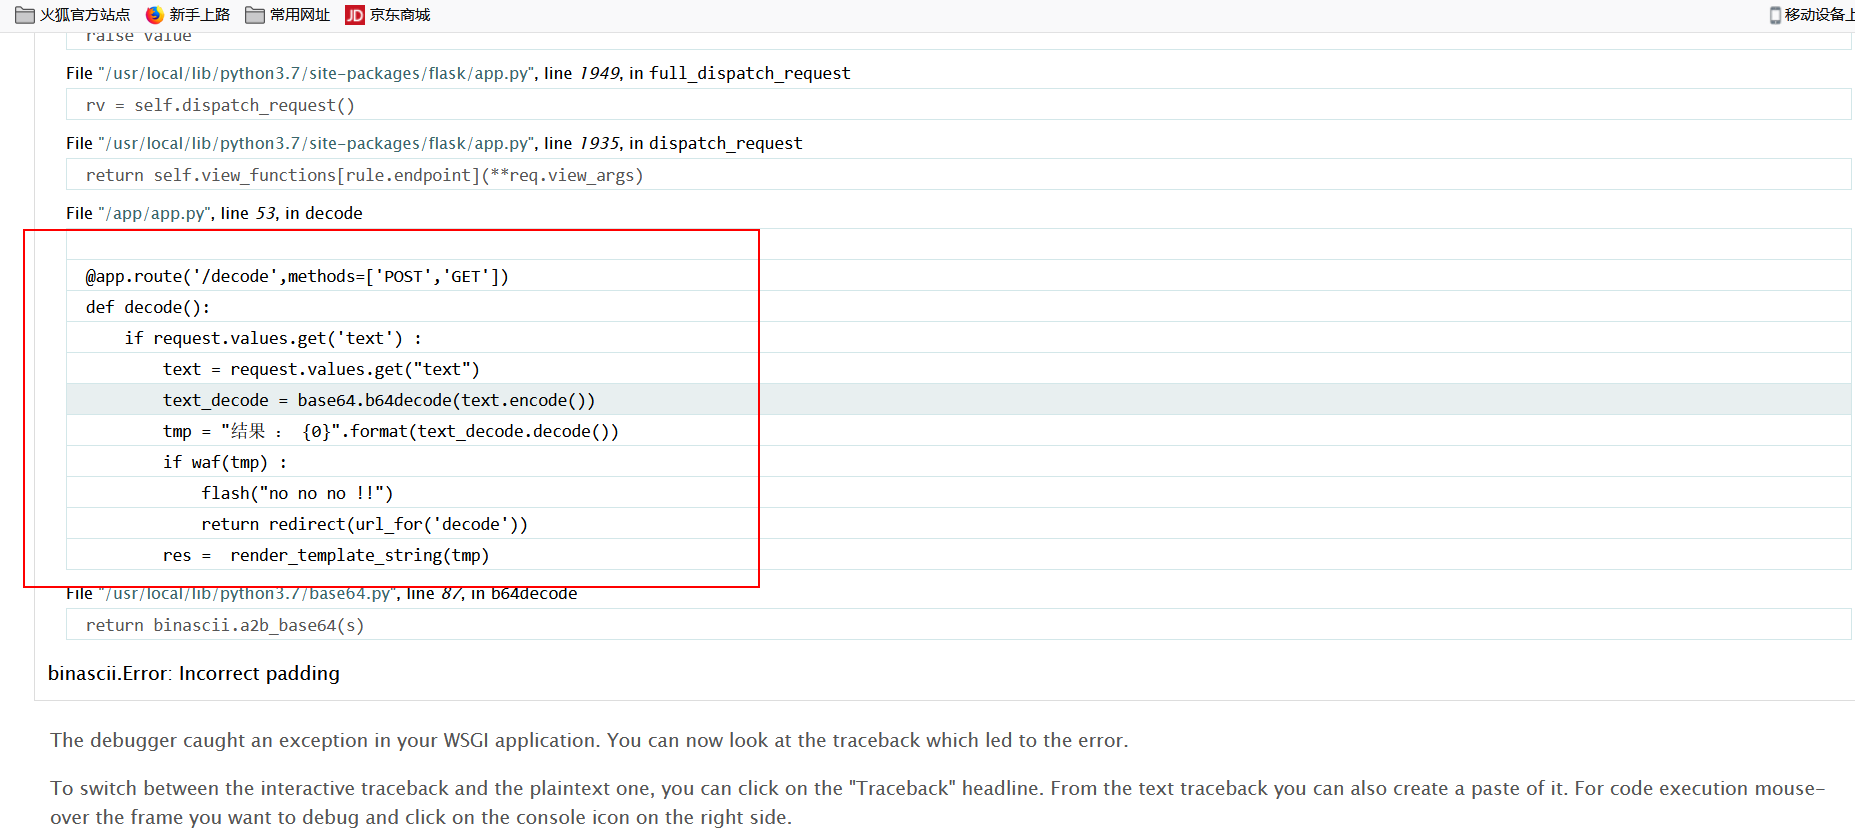 火狐官方站点 新手上路 常用网址 JD 京东商城 移动设备上
raise value
File "/usr/local/lib/python3.7/site-packages/flask/app.py", line 1949, in full_dispatch_request
rv = self.dispatch_request()
File "/usr/local/lib/python3.7/site-packages/flask/app.py", line 1935, in dispatch_request
return self.view_functions[rule.endpoint](**req.view_args)
File "/app/app.py", line 53, in decode
@app.route('/decode',methods=['POST','GET'])
def decode():
    if request.values.get('text') :
        text = request.values.get("text")
        text_decode = base64.b64decode(text.encode())
        tmp = "结果 ： {0}".format(text_decode.decode())
        if waf(tmp) :
            flash("no no no !!")
            return redirect(url_for('decode'))
        res =  render_template_string(tmp)
File "/usr/local/lib/python3.7/base64.py", line 87, in b64decode
return binascii.a2b_base64(s)
binascii.Error: Incorrect padding
The debugger caught an exception in your WSGI application. You can now look at the traceback which led to the error.
To switch between the interactive traceback and the plaintext one, you can click on the "Traceback" headline. From the text traceback you can also create a paste of it. For code execution mouse-
over the frame you want to debug and click on the console icon on the right side.